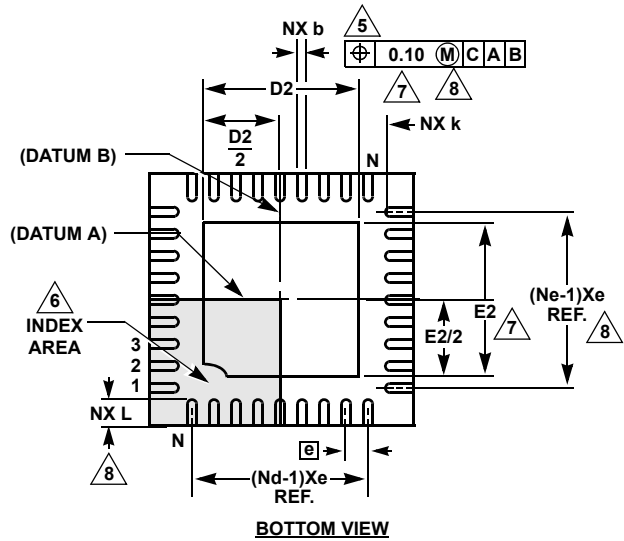 5
NX b
⌖ 0.10 Ⓜ C A B
7 8
D2
D2
2
NX k
N
(DATUM B)
(DATUM A)
6
INDEX
AREA
3
2
1
NX L
8
N
E2/2
E2
7
(Ne-1)Xe
REF.
8
e
(Nd-1)Xe
REF.
BOTTOM VIEW